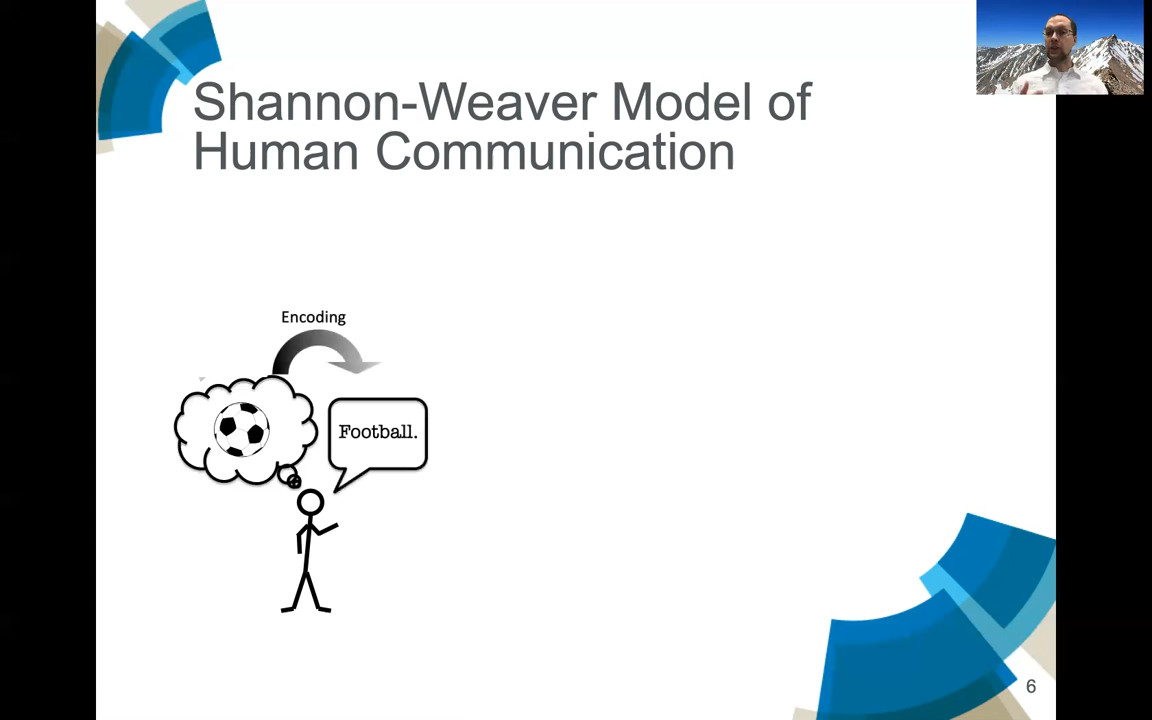 Shannon-Weaver Model of
Human Communication
Encoding
Football.
6